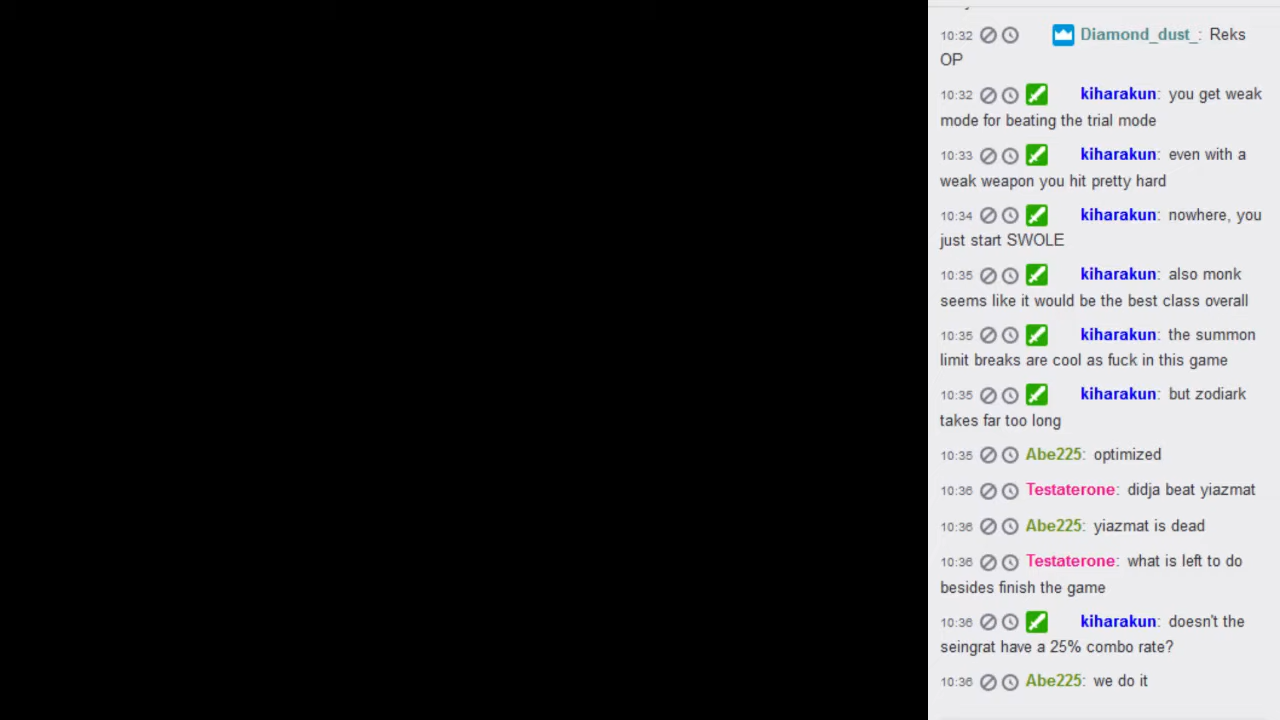 10:32 Diamond_dust_: Reks
OP
10:32 kiharakun: you get weak
mode for beating the trial mode
10:33 kiharakun: even with a
weak weapon you hit pretty hard
10:34 kiharakun: nowhere, you
just start SWOLE
10:35 kiharakun: also monk
seems like it would be the best class overall
10:35 kiharakun: the summon
limit breaks are cool as fuck in this game
10:35 kiharakun: but zodiark
takes far too long
10:35 Abe225: optimized
10:36 Testaterone: didja beat yiazmat
10:36 Abe225: yiazmat is dead
10:36 Testaterone: what is left to do
besides finish the game
10:36 kiharakun: doesn't the
seingrat have a 25% combo rate?
10:36 Abe225: we do it